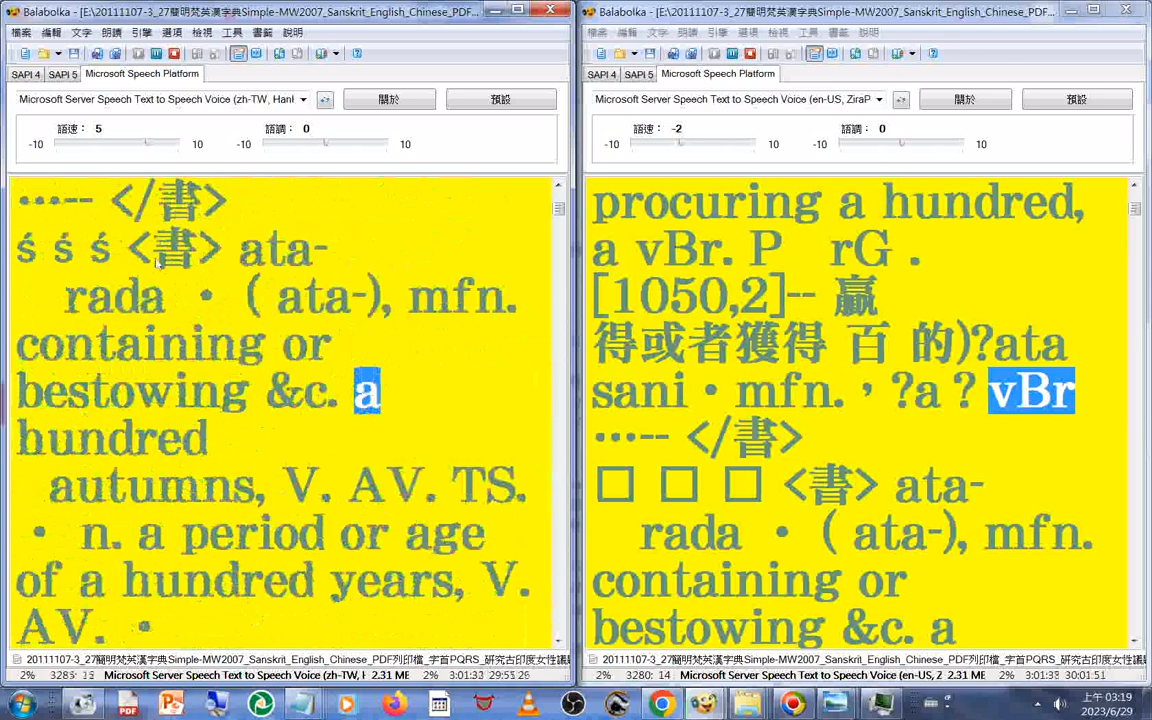 Balabolka - [E:\20111107-3_27簡明梵英漢字典Simple-MW2007_Sanskrit_English_Chinese_PDF...
檔案 編輯 文字 朗讀 引擎 選項 檢視 工具 書籤 說明
SAPI 4 SAPI 5 Microsoft Speech Platform
Microsoft Server Speech Text to Speech Voice (zh-TW, Hanl
關於 預設
語速： 5 語調： 0
-10 10 -10 10
…-- </書>
ś ś ś <書> ata-
rada • ( ata-), mfn.
containing or
bestowing &c. a
hundred
autumns, V. AV. TS.
• n. a period or age
of a hundred years, V.
AV. •
20111107-3_27簡明梵英漢字典Simple-MW2007_Sanskrit_English_Chinese_PDF列印檔_字首PQRS_研究古印度女性議
2% 3285: 1 Microsoft Server Speech Text to Speech Voice (zh-TW, H 2.31 ME 3:01:33 29:55:26
Balabolka - [E:\20111107-3_27簡明梵英漢字典Simple-MW2007_Sanskrit_English_Chinese_PDF...
檔案 編輯 文字 朗讀 引擎 選項 檢視 工具 書籤 說明
SAPI 4 SAPI 5 Microsoft Speech Platform
Microsoft Server Speech Text to Speech Voice (en-US, ZiraP
關於 預設
語速： -2 語調： 0
-10 10 -10 10
procuring a hundred,
a vBr. P rG .
[1050,2]-- 贏
得或者獲得 百 的)?ata
sani • mfn. ，?a ? vBr
…-- </書>
□ □ □ <書> ata-
rada • ( ata-), mfn.
containing or
bestowing &c. a
20111107-3_27簡明梵英漢字典Simple-MW2007_Sanskrit_English_Chinese_PDF列印檔_字首PQRS_研究古印度女性議
2% 3280: 14 Microsoft Server Speech Text to Speech Voice (en-US, Z 2.31 ME 3:01:3 30:01:51
上午 03:19
2023/6/29